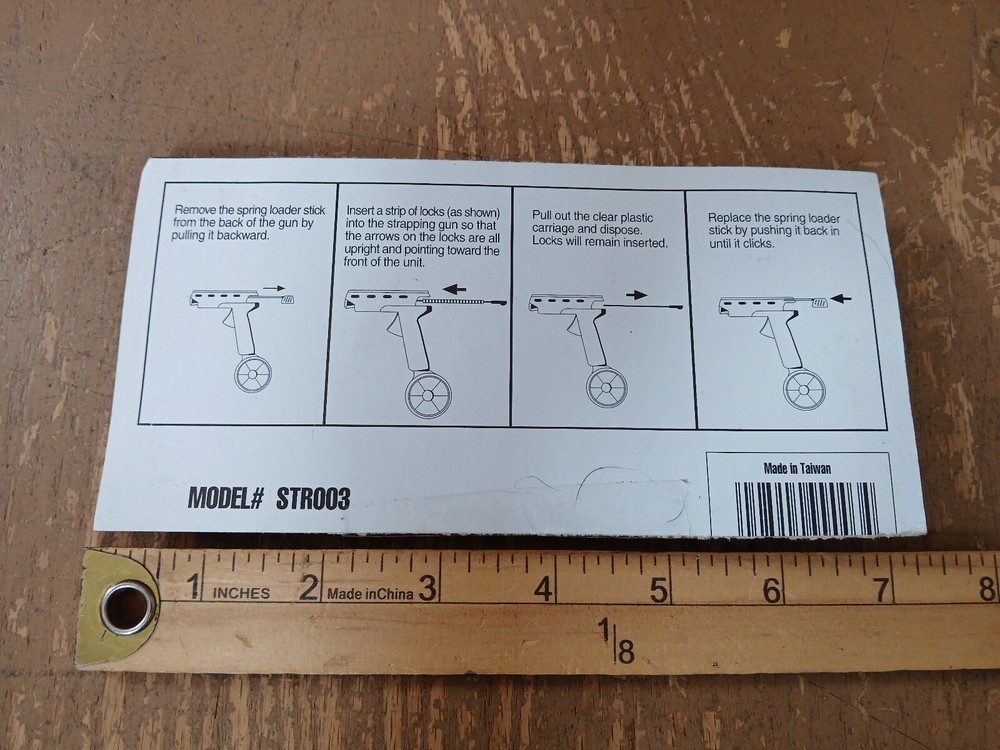 Remove the spring loader stick
from the back of the gun by
pulling it backward.
Insert a strip of locks (as shown)
into the strapping gun so that
the arrows on the locks are all
upright and pointing toward the
front of the unit.
Pull out the clear plastic
carriage and dispose.
Locks will remain inserted.
Replace the spring loader
stick by pushing it back in
until it clicks.
MODEL# STR003
Made in Taiwan
1 INCHES 2 Made in China 3 4 5 6 7 8
1/8